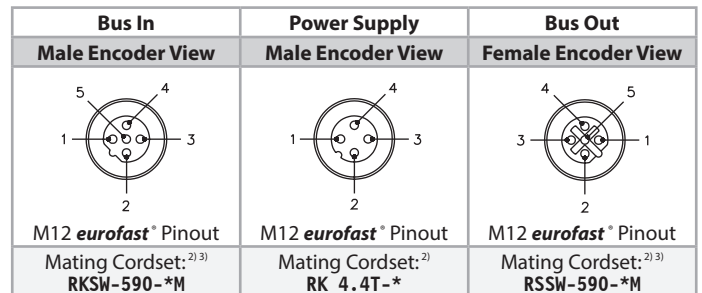 Bus In Power Supply Bus Out
Male Encoder View Male Encoder View Female Encoder View
5 4 4 4 5
1 3 1 3 3 1
2 2 2
M12 eurofast® Pinout M12 eurofast® Pinout M12 eurofast® Pinout
Mating Cordset: 2) 3) Mating Cordset: 2) Mating Cordset: 2) 3)
RKSW-590-*M RK 4.4T-* RSSW-590-*M